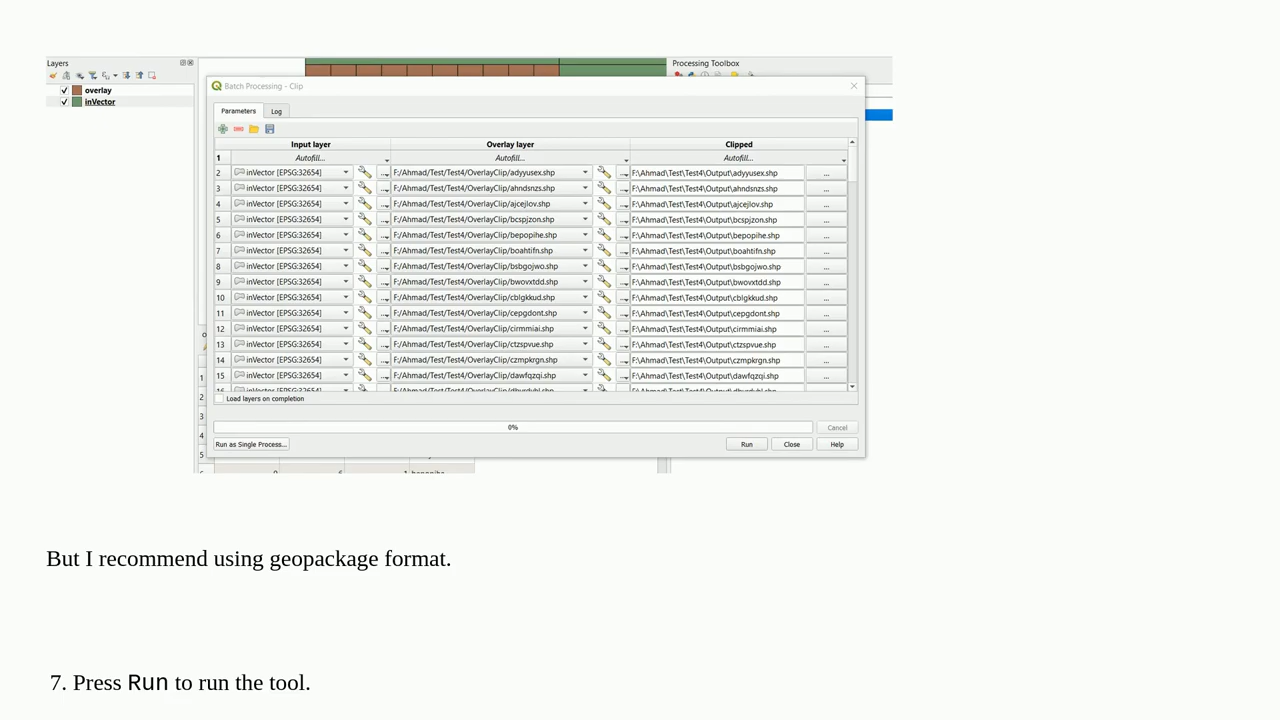 Layers
overlay
inVector
Processing Toolbox
Batch Processing - Clip
Parameters
Log
Input layer Overlay layer Clipped
1 Autofill... Autofill... Autofill...
2 inVector [EPSG:32654] F:/Ahmad/Test/Test4/OverlayClip/adyyusex.shp F:\Ahmad\Test\Test4\Output\adyyusex.shp ...
3 inVector [EPSG:32654] F:/Ahmad/Test/Test4/OverlayClip/ahndsnzs.shp F:\Ahmad\Test\Test4\Output\ahndsnzs.shp ...
4 inVector [EPSG:32654] F:/Ahmad/Test/Test4/OverlayClip/ajcejlov.shp F:\Ahmad\Test\Test4\Output\ajcejlov.shp ...
5 inVector [EPSG:32654] F:/Ahmad/Test/Test4/OverlayClip/bcspjzon.shp F:\Ahmad\Test\Test4\Output\bcspjzon.shp ...
6 inVector [EPSG:32654] F:/Ahmad/Test/Test4/OverlayClip/bepopihe.shp F:\Ahmad\Test\Test4\Output\bepopihe.shp ...
7 inVector [EPSG:32654] F:/Ahmad/Test/Test4/OverlayClip/boahtifn.shp F:\Ahmad\Test\Test4\Output\boahtifn.shp ...
8 inVector [EPSG:32654] F:/Ahmad/Test/Test4/OverlayClip/bsbgojwo.shp F:\Ahmad\Test\Test4\Output\bsbgojwo.shp ...
9 inVector [EPSG:32654] F:/Ahmad/Test/Test4/OverlayClip/bwovxtdd.shp F:\Ahmad\Test\Test4\Output\bwovxtdd.shp ...
10 inVector [EPSG:32654] F:/Ahmad/Test/Test4/OverlayClip/cblgkkud.shp F:\Ahmad\Test\Test4\Output\cblgkkud.shp ...
11 inVector [EPSG:32654] F:/Ahmad/Test/Test4/OverlayClip/cepgdont.shp F:\Ahmad\Test\Test4\Output\cepgdont.shp ...
12 inVector [EPSG:32654] F:/Ahmad/Test/Test4/OverlayClip/cirmmiai.shp F:\Ahmad\Test\Test4\Output\cirmmiai.shp ...
13 inVector [EPSG:32654] F:/Ahmad/Test/Test4/OverlayClip/ctzspvue.shp F:\Ahmad\Test\Test4\Output\ctzspvue.shp ...
14 inVector [EPSG:32654] F:/Ahmad/Test/Test4/OverlayClip/czmpkrgn.shp F:\Ahmad\Test\Test4\Output\czmpkrgn.shp ...
15 inVector [EPSG:32654] F:/Ahmad/Test/Test4/OverlayClip/dawfqzqi.shp F:\Ahmad\Test\Test4\Output\dawfqzqi.shp ...
Load layers on completion
0% Cancel
Run as Single Process... Run Close Help
1
2
3
4
5
But I recommend using geopackage format.
7. Press Run to run the tool.